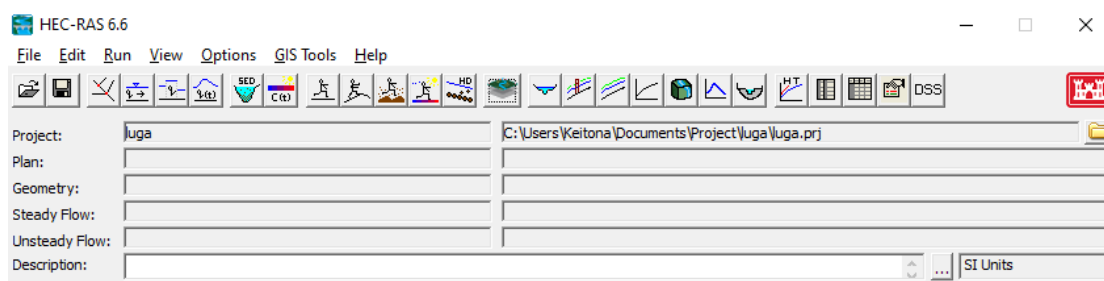 HEC-RAS 6.6
File Edit Run View Options GIS Tools Help
SED C(t) HD HT DSS
Project: luga C:\Users\Keitona\Documents\Project\luga\luga.prj
Plan:
Geometry:
Steady Flow:
Unsteady Flow:
Description: ... SI Units